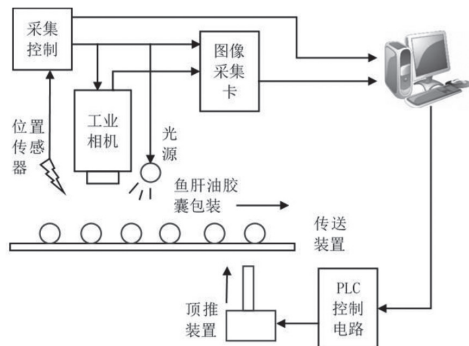 采集
控制
图像
采集
卡
位置
传感
器
工业
相机
光
源
鱼肝油胶
囊包装
传送
装置
顶推
装置
PLC
控制
电路